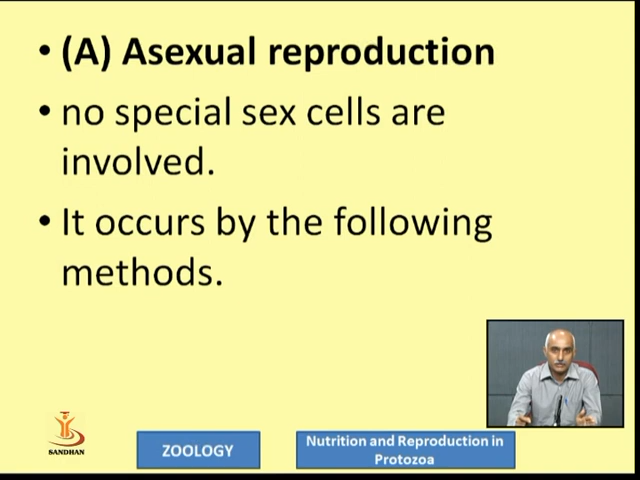 • (A) Asexual reproduction
• no special sex cells are
involved.
• It occurs by the following
methods.
SANDHAN
ZOOLOGY
Nutrition and Reproduction in
Protozoa